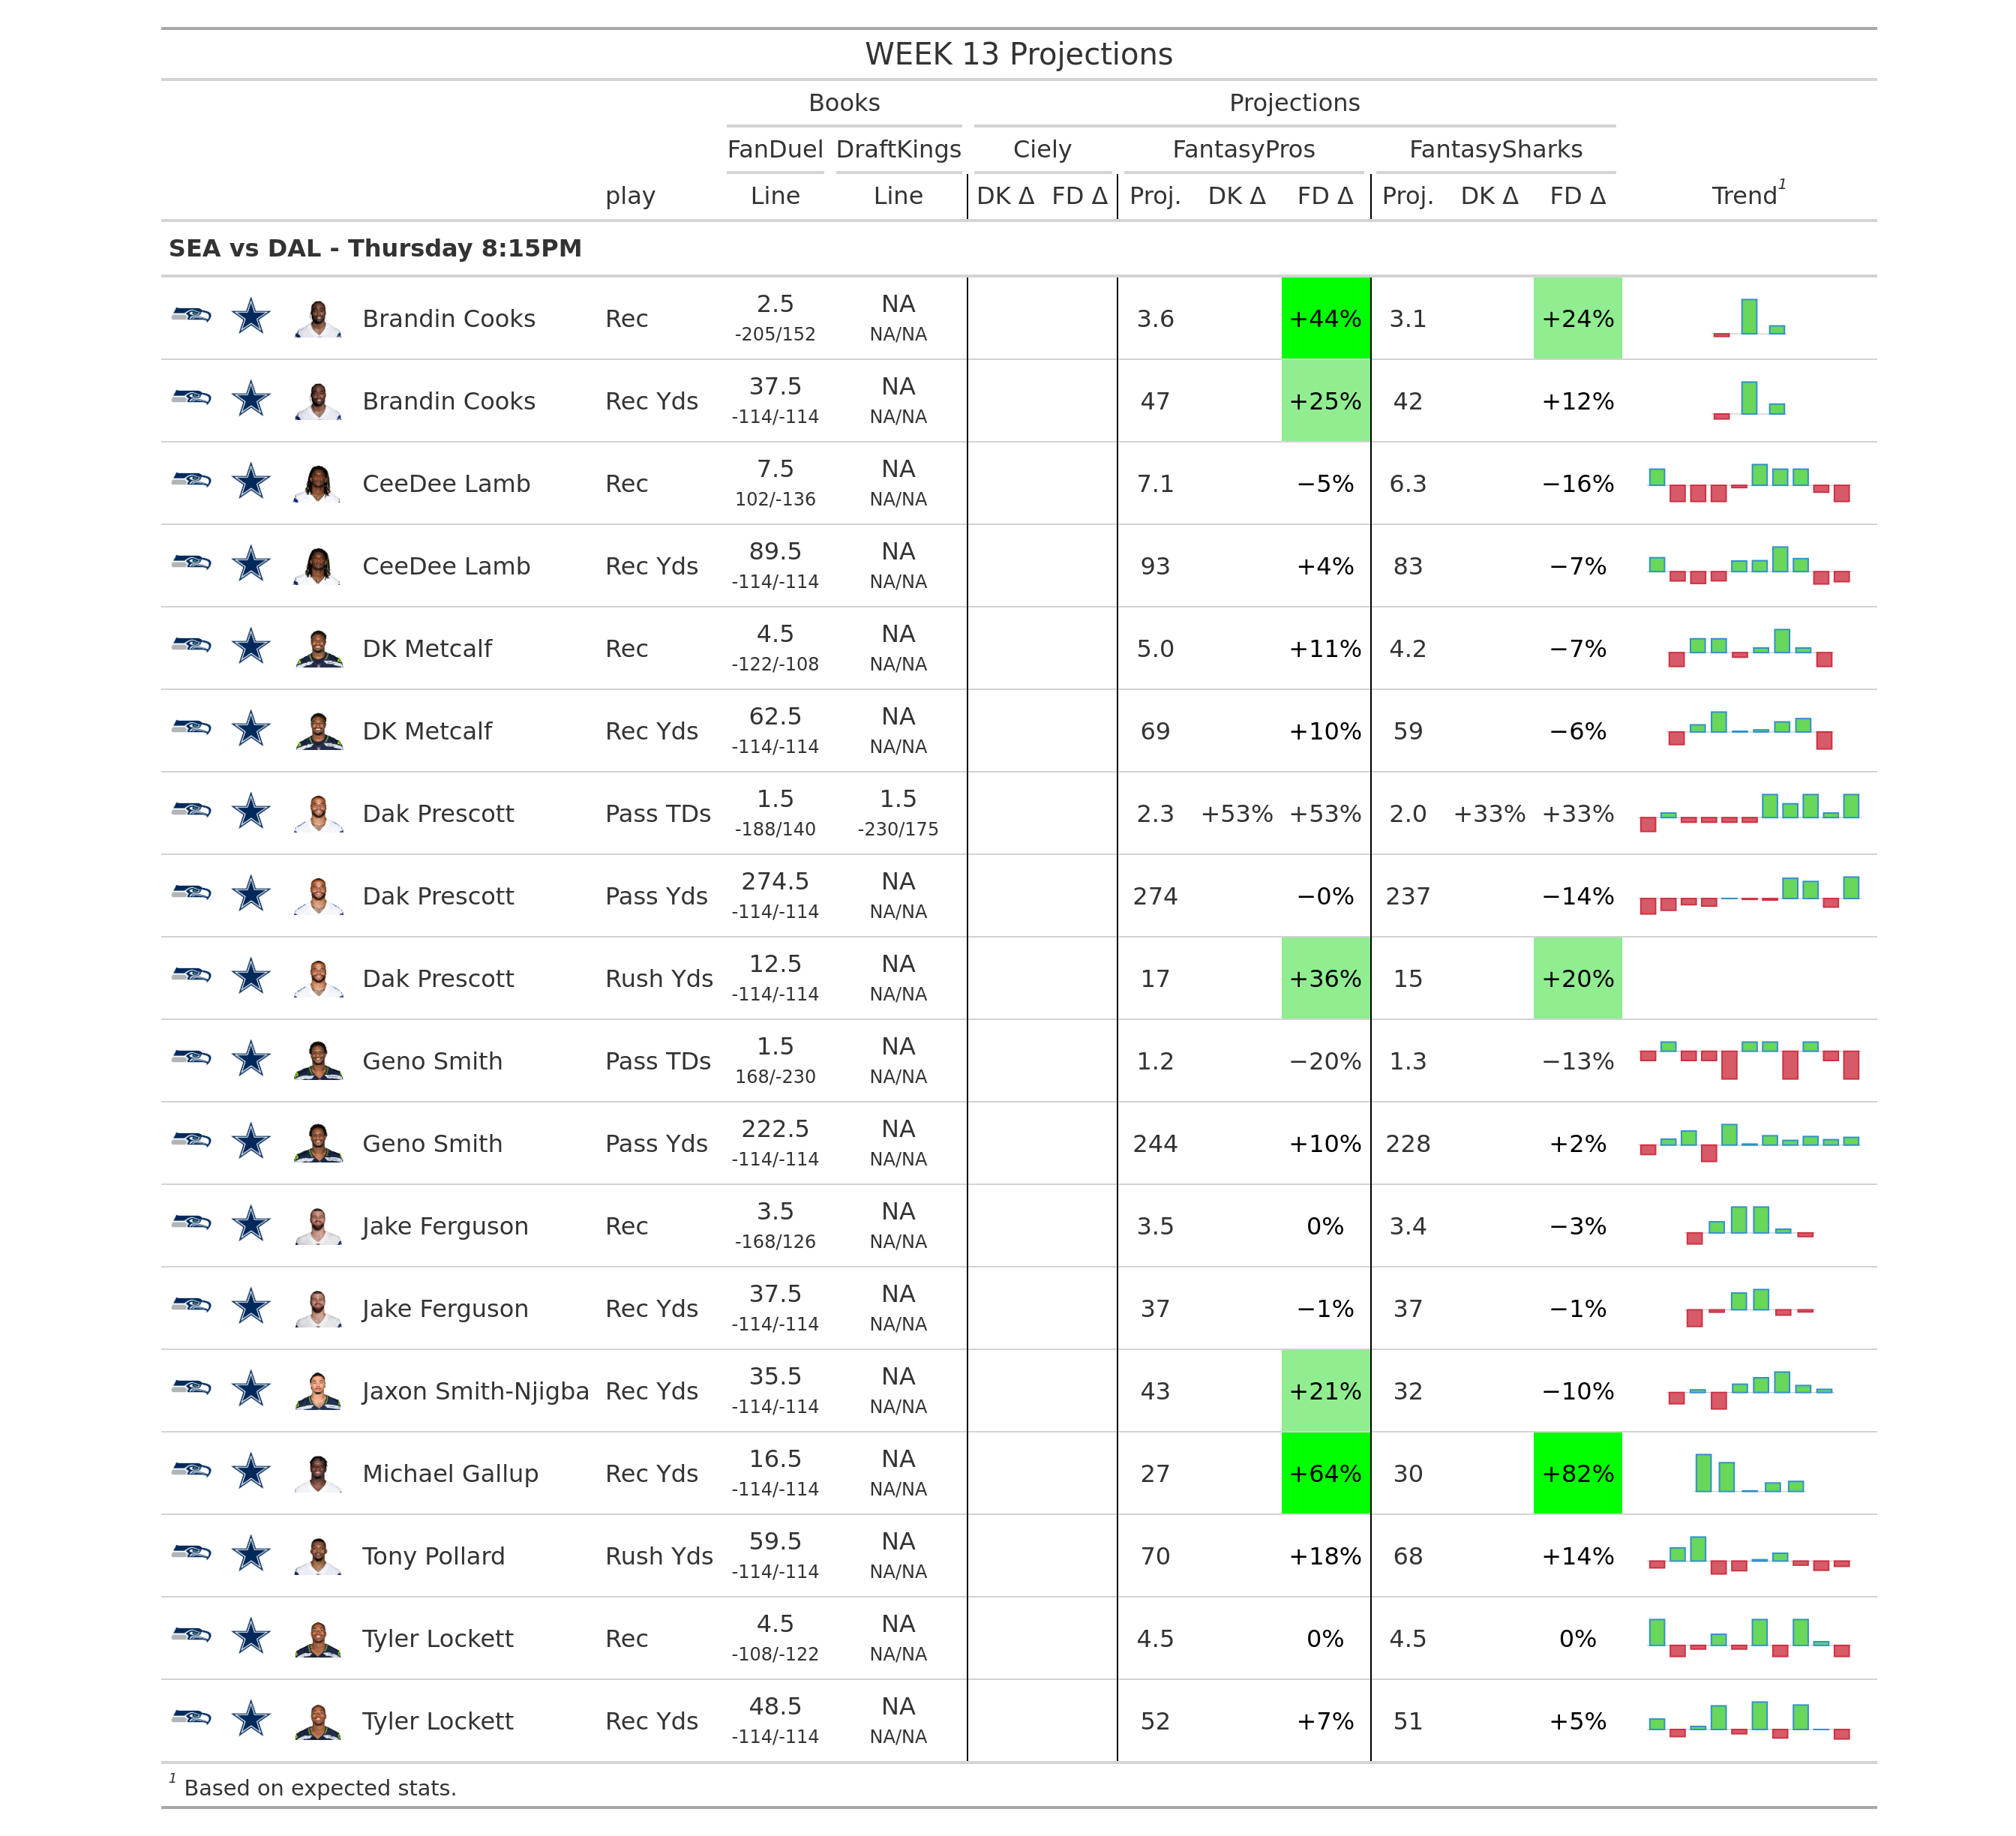 WEEK 13 Projections
Books Projections
FanDuel DraftKings Ciely FantasyPros FantasySharks
play Line Line DK Δ FD Δ Proj. DK Δ FD Δ Proj. DK Δ FD Δ Trend1
SEA vs DAL - Thursday 8:15PM
Brandin Cooks Rec 2.5 NA 3.6 +44% 3.1 +24%
-205/152 NA/NA
Brandin Cooks Rec Yds 37.5 NA 47 +25% 42 +12%
-114/-114 NA/NA
CeeDee Lamb Rec 7.5 NA 7.1 −5% 6.3 −16%
102/-136 NA/NA
CeeDee Lamb Rec Yds 89.5 NA 93 +4% 83 −7%
-114/-114 NA/NA
DK Metcalf Rec 4.5 NA 5.0 +11% 4.2 −7%
-122/-108 NA/NA
DK Metcalf Rec Yds 62.5 NA 69 +10% 59 −6%
-114/-114 NA/NA
Dak Prescott Pass TDs 1.5 1.5 2.3 +53% +53% 2.0 +33% +33%
-188/140 -230/175
Dak Prescott Pass Yds 274.5 NA 274 −0% 237 −14%
-114/-114 NA/NA
Dak Prescott Rush Yds 12.5 NA 17 +36% 15 +20%
-114/-114 NA/NA
Geno Smith Pass TDs 1.5 NA 1.2 −20% 1.3 −13%
168/-230 NA/NA
Geno Smith Pass Yds 222.5 NA 244 +10% 228 +2%
-114/-114 NA/NA
Jake Ferguson Rec 3.5 NA 3.5 0% 3.4 −3%
-168/126 NA/NA
Jake Ferguson Rec Yds 37.5 NA 37 −1% 37 −1%
-114/-114 NA/NA
Jaxon Smith-Njigba Rec Yds 35.5 NA 43 +21% 32 −10%
-114/-114 NA/NA
Michael Gallup Rec Yds 16.5 NA 27 +64% 30 +82%
-114/-114 NA/NA
Tony Pollard Rush Yds 59.5 NA 70 +18% 68 +14%
-114/-114 NA/NA
Tyler Lockett Rec 4.5 NA 4.5 0% 4.5 0%
-108/-122 NA/NA
Tyler Lockett Rec Yds 48.5 NA 52 +7% 51 +5%
-114/-114 NA/NA
1 Based on expected stats.